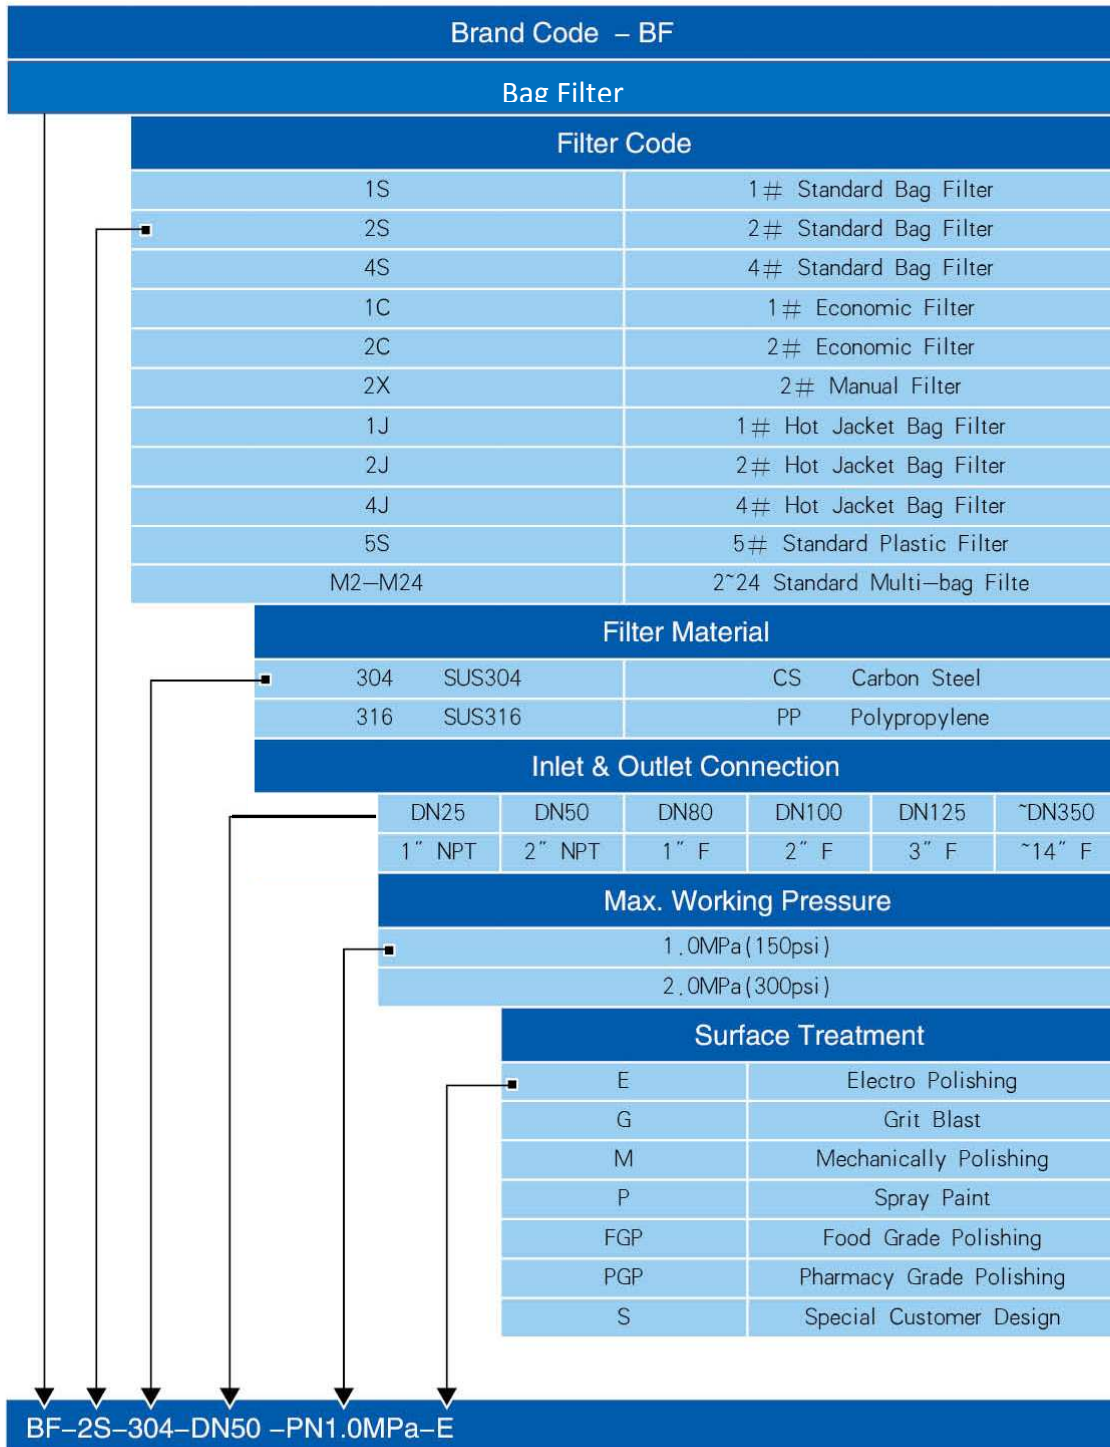 Brand Code – BF
Bag Filter
Filter Code
1S 1# Standard Bag Filter
2S 2# Standard Bag Filter
4S 4# Standard Bag Filter
1C 1# Economic Filter
2C 2# Economic Filter
2X 2# Manual Filter
1J 1# Hot Jacket Bag Filter
2J 2# Hot Jacket Bag Filter
4J 4# Hot Jacket Bag Filter
5S 5# Standard Plastic Filter
M2–M24 2~24 Standard Multi–bag Filte
Filter Material
304 SUS304 CS Carbon Steel
316 SUS316 PP Polypropylene
Inlet & Outlet Connection
DN25 DN50 DN80 DN100 DN125 ~DN350
1″ NPT 2″ NPT 1″ F 2″ F 3″ F ~14″ F
Max. Working Pressure
1.0MPa(150psi)
2.0MPa(300psi)
Surface Treatment
E Electro Polishing
G Grit Blast
M Mechanically Polishing
P Spray Paint
FGP Food Grade Polishing
PGP Pharmacy Grade Polishing
S Special Customer Design
BF–2S–304–DN50 –PN1.0MPa–E